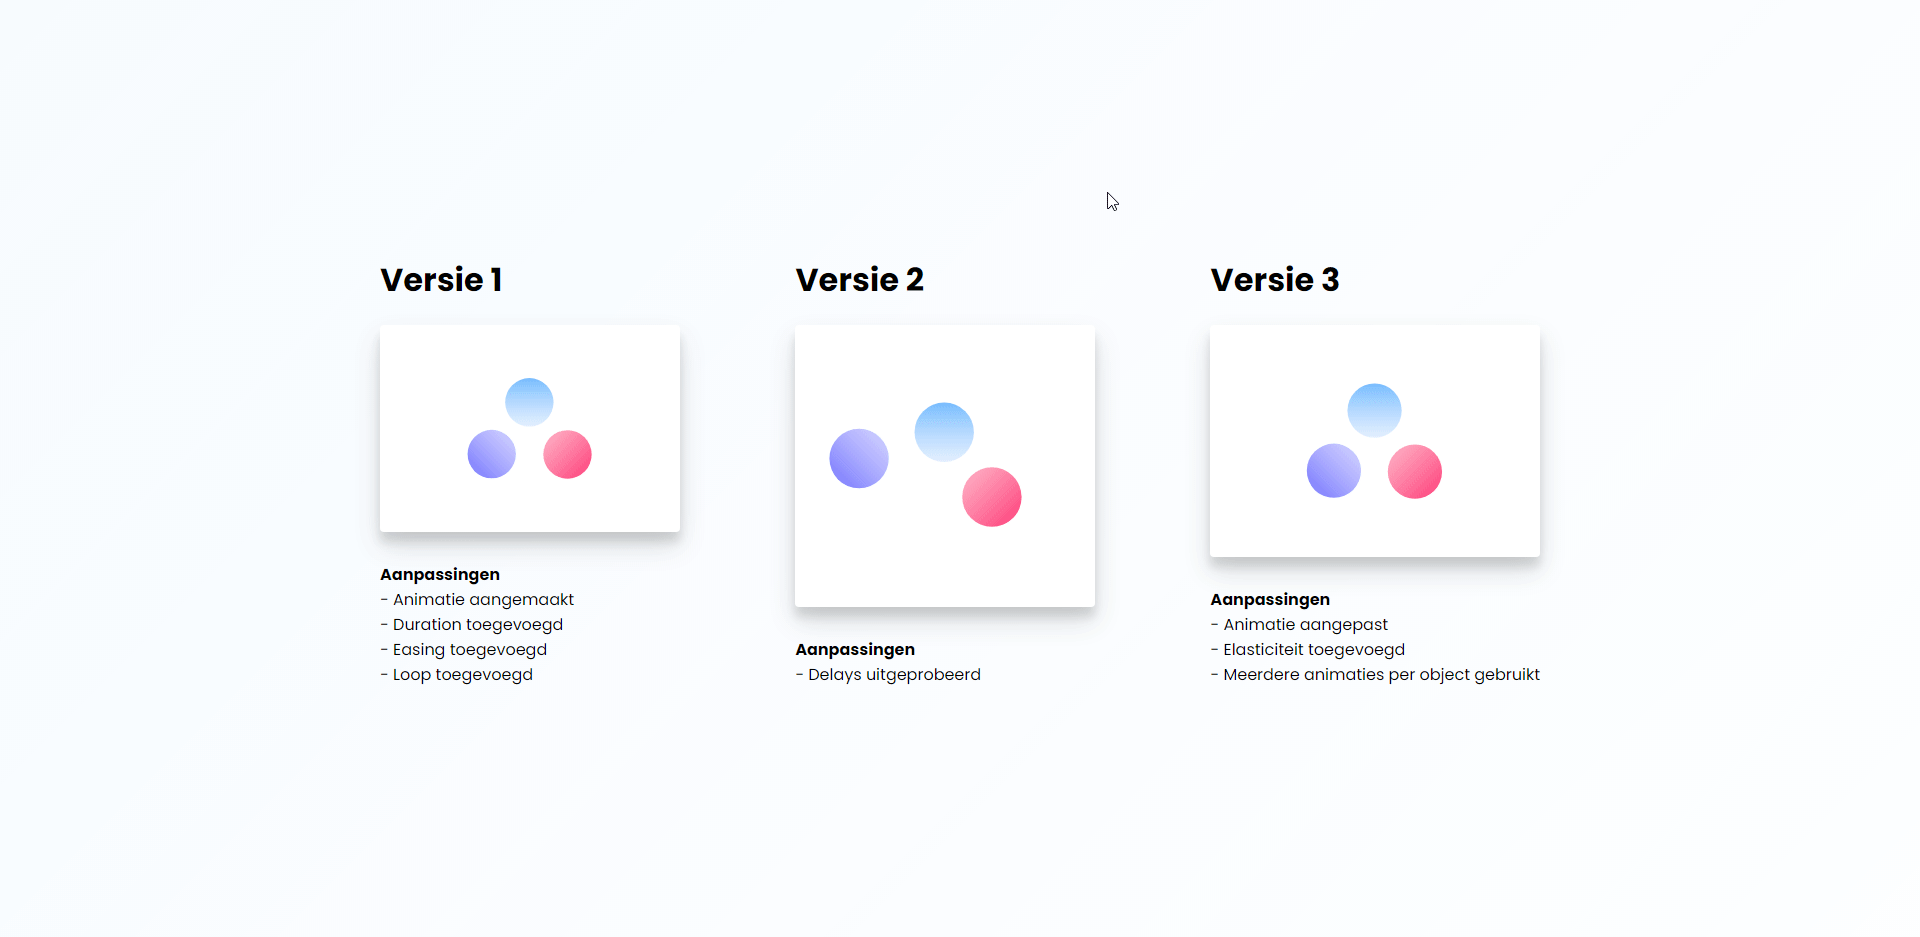 Versie 1
Aanpassingen
- Animatie aangemaakt
- Duration toegevoegd
- Easing toegevoegd
- Loop toegevoegd
Versie 2
Aanpassingen
- Delays uitgeprobeerd
Versie 3
Aanpassingen
- Animatie aangepast
- Elasticiteit toegevoegd
- Meerdere animaties per object gebruikt